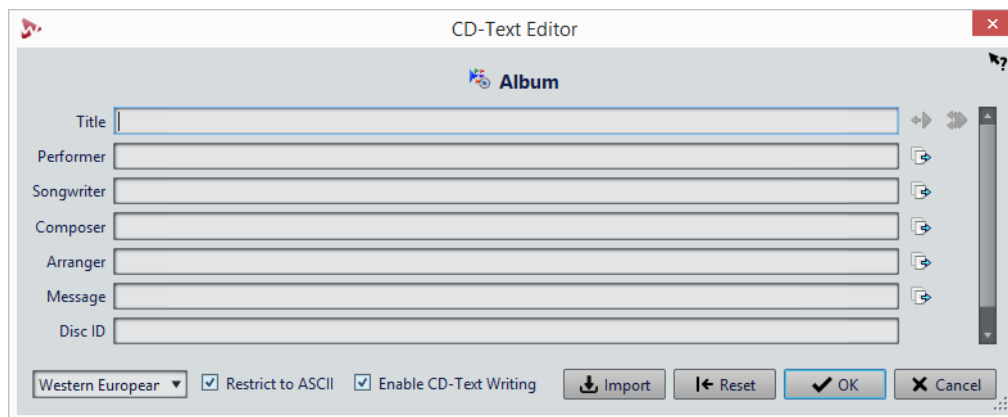 CD-Text Editor
Album
Title
Performer
Songwriter
Composer
Arranger
Message
Disc ID
Western European Restrict to ASCII Enable CD-Text Writing Import Reset OK Cancel